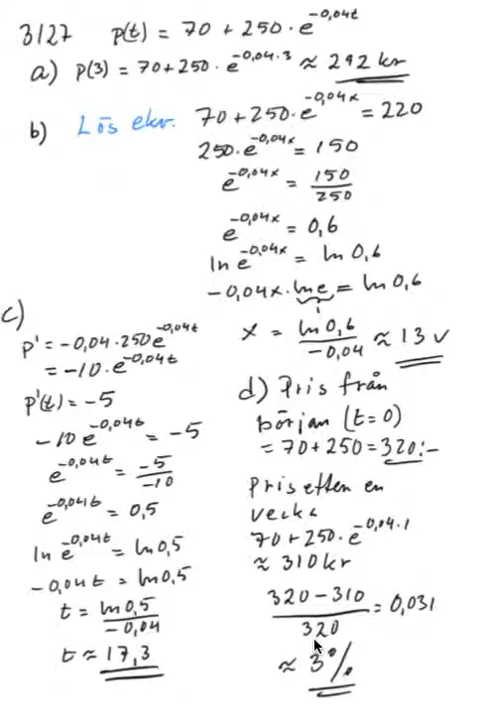 3127 p(t) = 70 + 250 · e^-0,04t
a) p(3) = 70+250 · e^-0,04·3 ≈ 292 kr
b) Lös ekv. 70+250·e^-0,04x = 220
250·e^-0,04x = 150
e^-0,04x = 150/250
e^-0,04x = 0,6
ln e^-0,04x = ln 0,6
-0,04x · ln e = ln 0,6
1
x = ln 0,6/-0,04 ≈ 13 v
c)
p' = -0,04·250e^-0,04t
= -10·e^-0,04t
p'(t) = -5
-10e^-0,04t = -5
e^-0,04t = -5/-10
e^-0,04t = 0,5
ln e^-0,04t = ln 0,5
-0,04t = ln 0,5
t = ln 0,5/-0,04
t ≈ 17,3
d) Pris från
början (t=0)
= 70+250 = 320:-
Pris efter en
vecka
70+250·e^-0,04·1
≈ 310 kr
320-310/320 = 0,031
≈ 3%